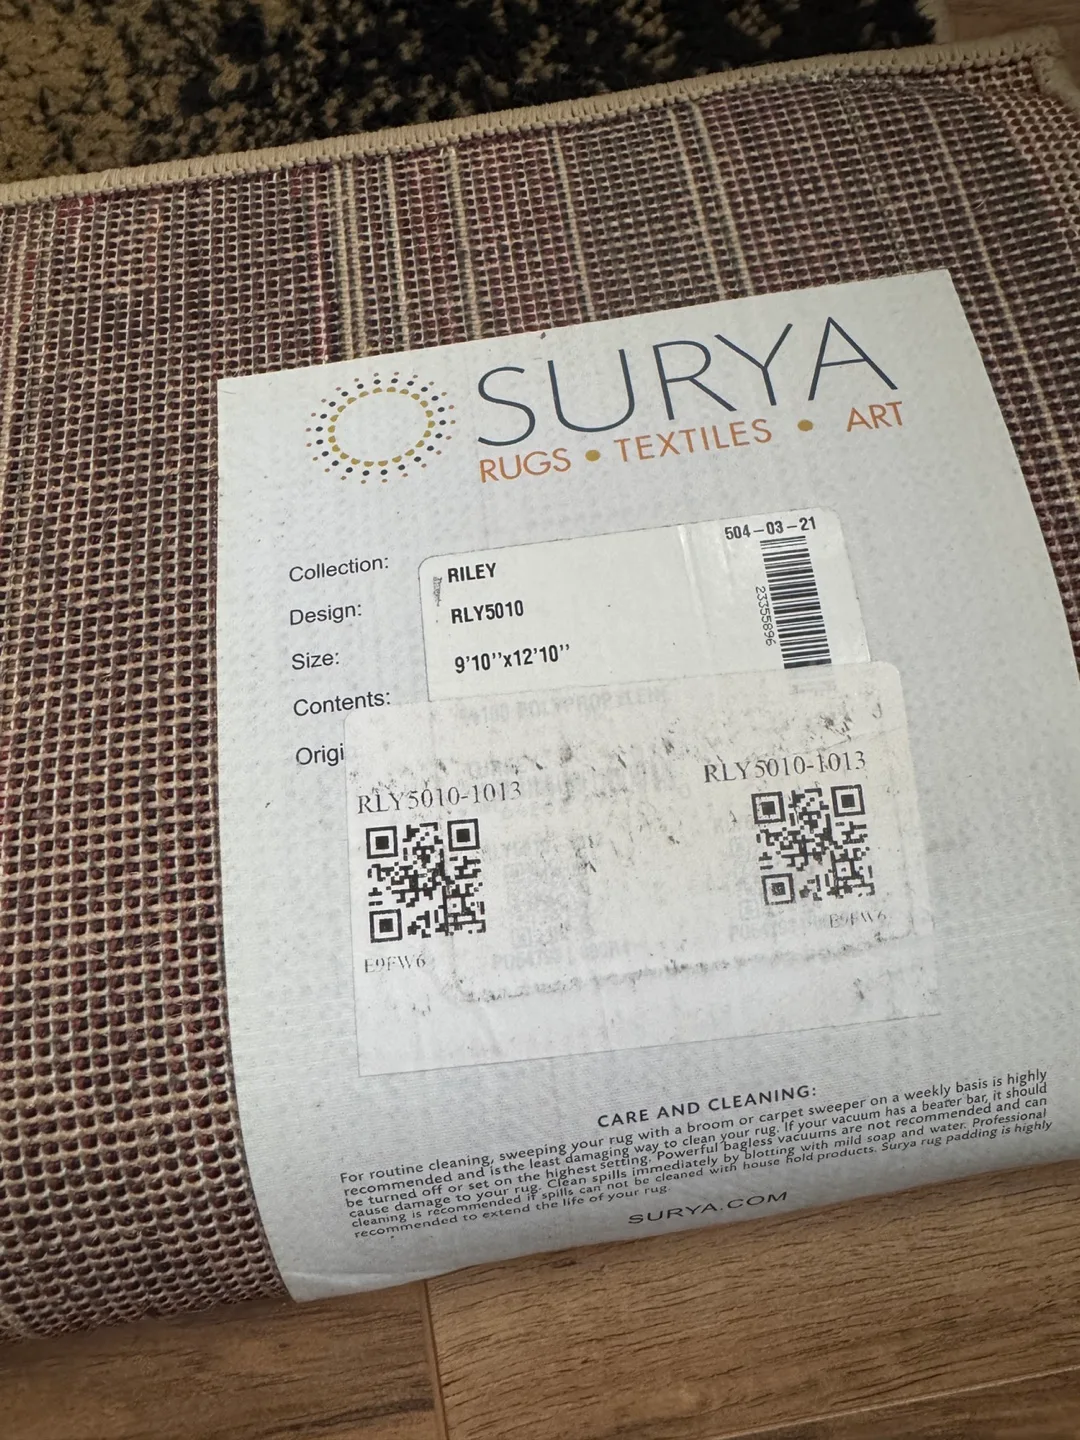 SURYA
RUGS • TEXTILES • ART
504-03-21
Collection: RILEY
Design: RLY5010
Size: 9'10''x12'10''
23355896
Contents: 100 POLYPROPYLENE
Origi
RLY5010-1013
RLY5010-1013
E9FW6
E9FW6
CARE AND CLEANING:
For routine cleaning, sweeping your rug with a broom or carpet sweeper on a weekly basis is highly
recommended and is the least damaging way to clean your rug. If your vacuum has a beater bar, it should
be turned off or set on the highest setting. Powerful bagless vacuums are not recommended and can
cause damage to your rug. Clean spills immediately by blotting with mild soap and water. Professional
cleaning is recommended if spills can not be cleaned with house hold products. Surya rug padding is highly
recommended to extend the life of your rug.
SURYA.COM